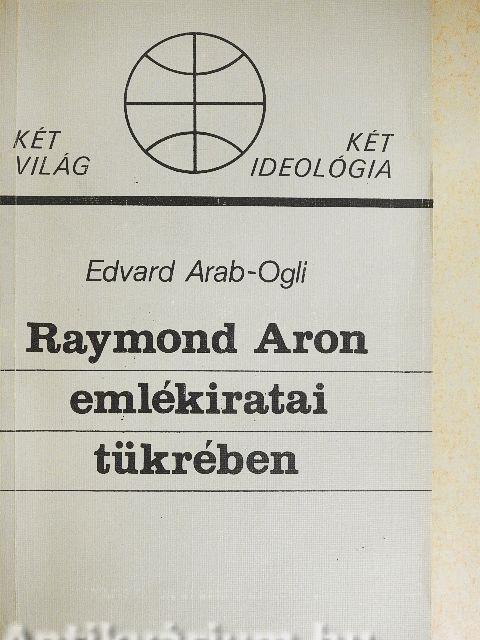 KÉT
VILÁG
KÉT
IDEOLÓGIA
Edvard Arab-Ogli
Raymond Aron
emlékiratai
tükrében